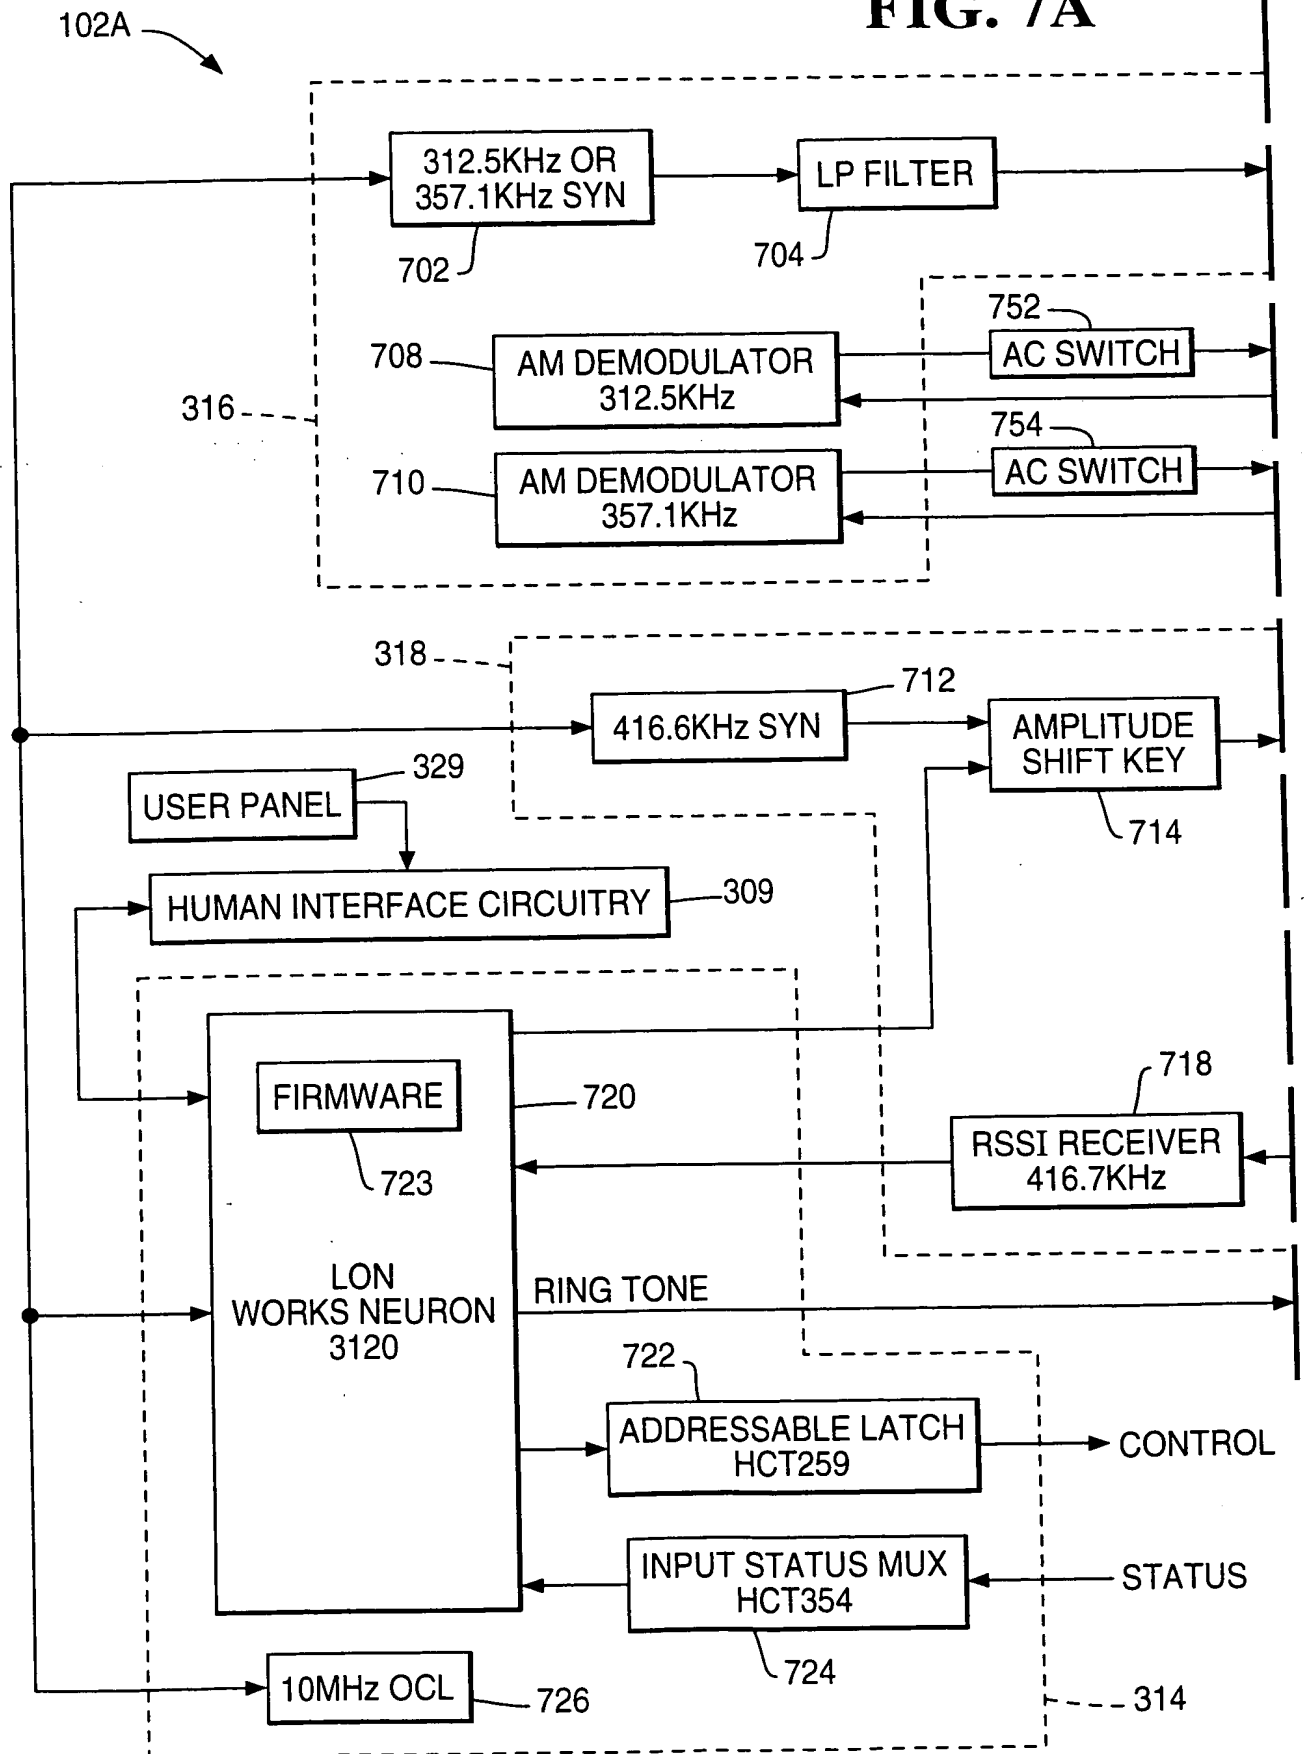 FIG. 7A
102A
312.5KHz OR
357.1KHz SYN
702
LP FILTER
704
752
AC SWITCH
708
AM DEMODULATOR
312.5KHz
316
754
AC SWITCH
710
AM DEMODULATOR
357.1KHz
318
712
416.6KHz SYN
AMPLITUDE
SHIFT KEY
714
329
USER PANEL
HUMAN INTERFACE CIRCUITRY
309
FIRMWARE
723
720
718
RSSI RECEIVER
416.7KHz
LON
WORKS NEURON
3120
RING TONE
722
ADDRESSABLE LATCH
HCT259
CONTROL
INPUT STATUS MUX
HCT354
STATUS
724
10MHz OCL
726
314